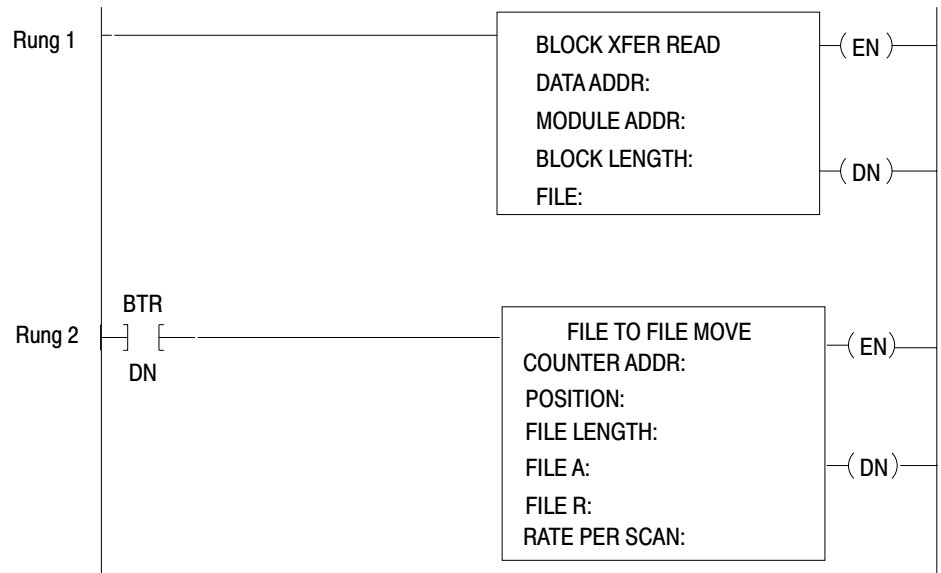 Rung 1
BLOCK XFER READ
DATA ADDR:
MODULE ADDR:
BLOCK LENGTH:
FILE:
( EN )
( DN )
Rung 2
BTR
] [
DN
FILE TO FILE MOVE
COUNTER ADDR:
POSITION:
FILE LENGTH:
FILE A:
FILE R:
RATE PER SCAN:
( EN)
( DN)